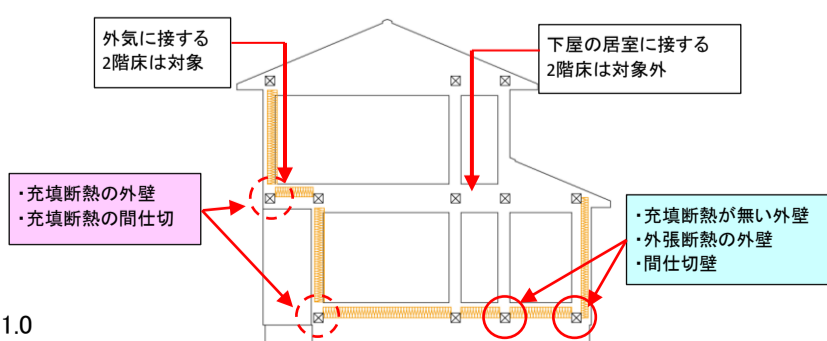 外気に接する
2階床は対象
下屋の居室に接する
2階床は対象外
・充填断熱の外壁
・充填断熱の間仕切
・充填断熱が無い外壁
・外張断熱の外壁
・間仕切壁
1.0